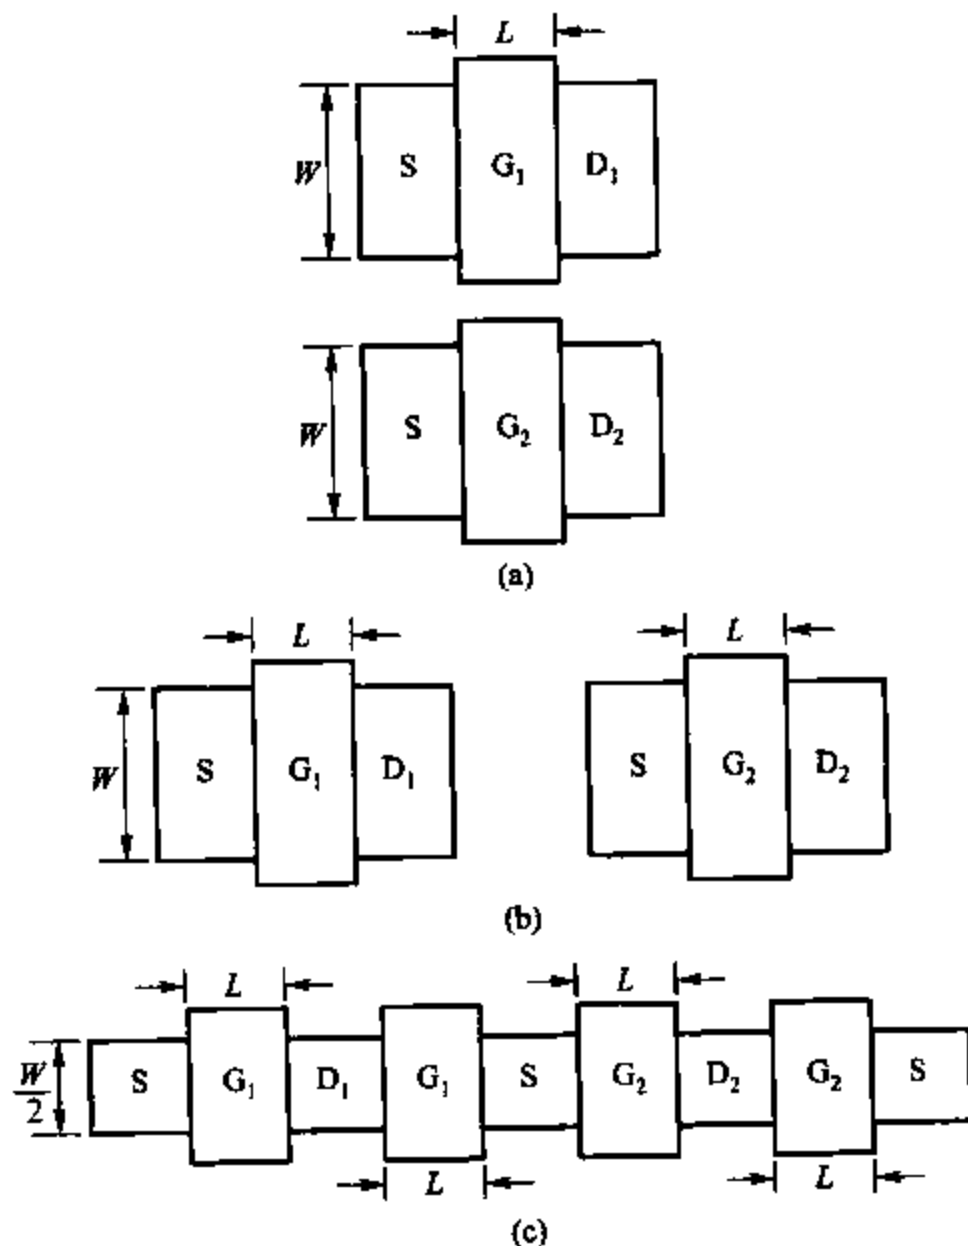 L
W S G₁ D₁
W S G₂ D₂
(a)
L L
W S G₁ D₁ S G₂ D₂
(b)
L L
W/2 S G₁ D₁ G₁ S G₂ D₂ G₂ S
L L
(c)